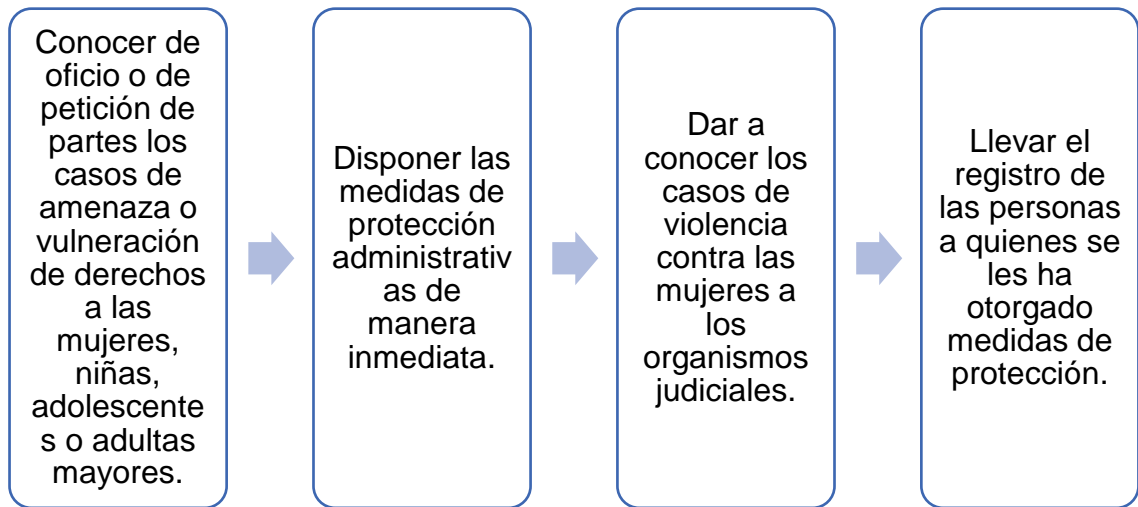 Conocer de
oficio o de
petición de
partes los
casos de
amenaza o
vulneración
de derechos
a las
mujeres,
niñas,
adolescente
s o adultas
mayores.
Disponer las
medidas de
protección
administrativ
as de
manera
inmediata.
Dar a
conocer los
casos de
violencia
contra las
mujeres a
los
organismos
judiciales.
Llevar el
registro de
las personas
a quienes se
les ha
otorgado
medidas de
protección.